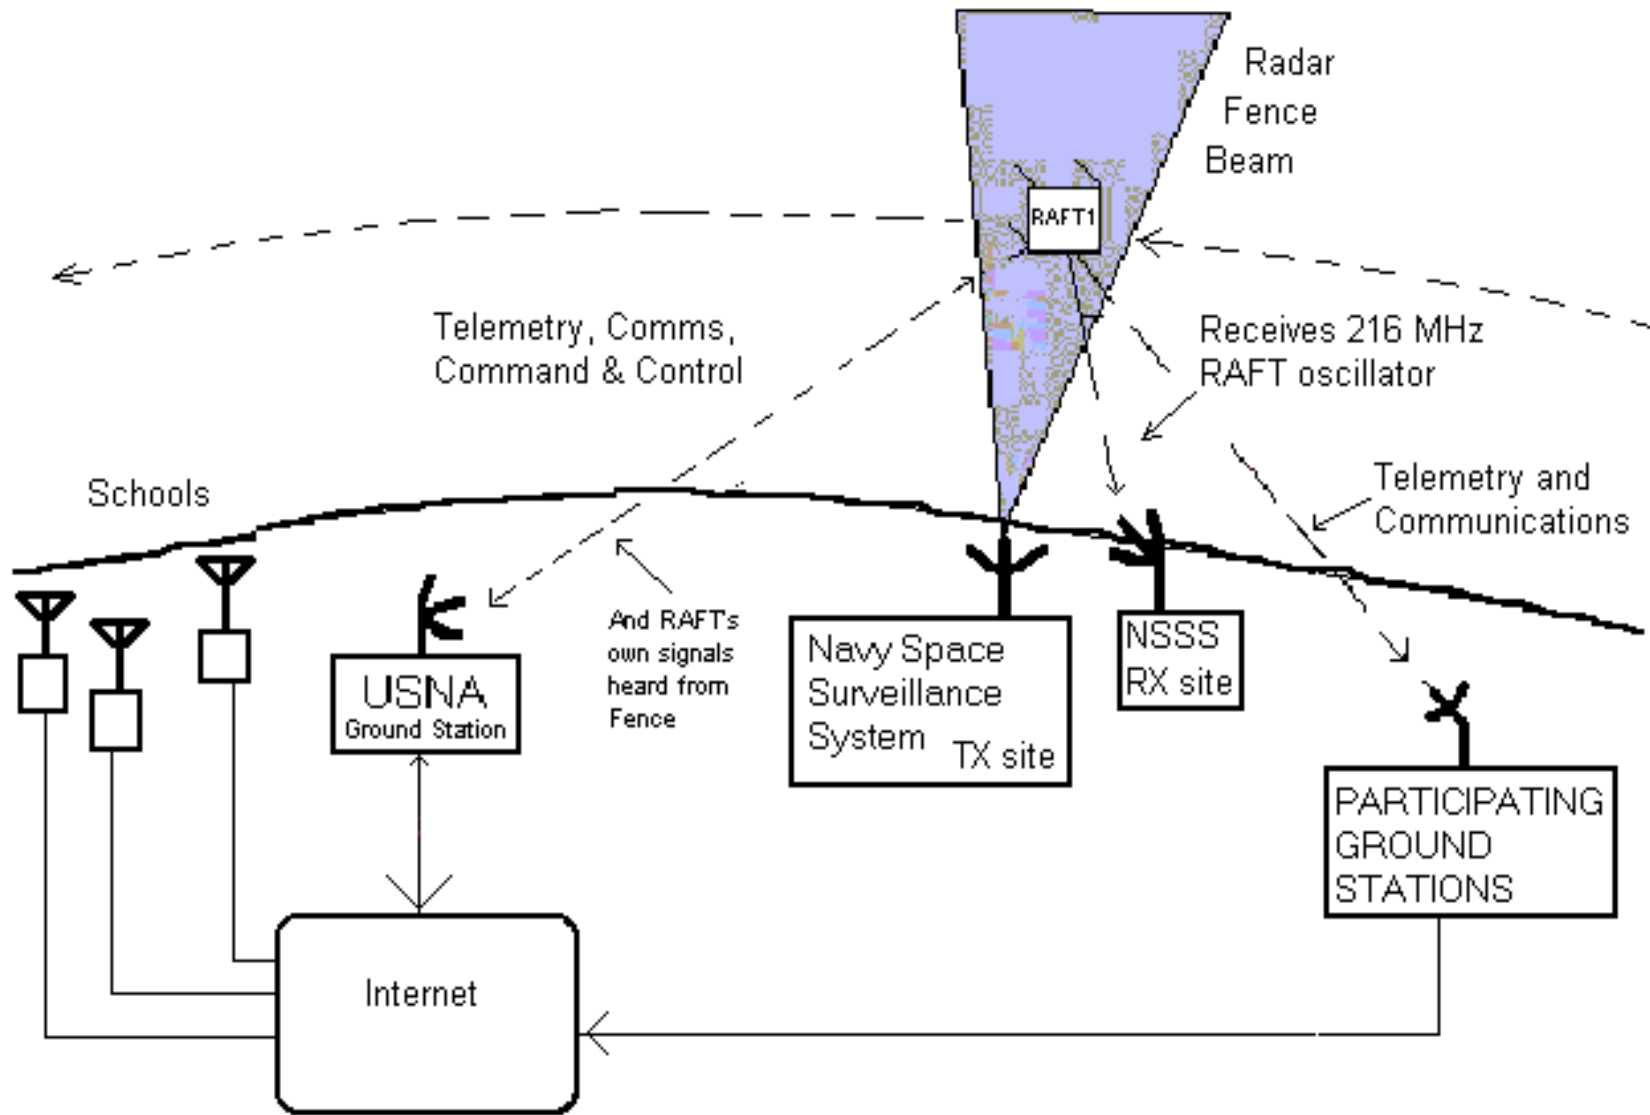 Radar
Fence
Beam
RAFT1
Telemetry, Comms,
Command & Control
Receives 216 MHz
RAFT oscillator
Schools
Telemetry and
Communications
And RAFT's
own signals
heard from
Fence
USNA
Ground Station
Navy Space
Surveillance
System
TX site
NSSS
RX site
PARTICIPATING
GROUND
STATIONS
Internet